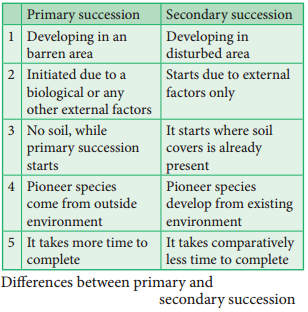 Primary succession Secondary succession
1 Developing in an Developing in
barren area disturbed area
2 Initiated due to a Starts due to external
biological or any factors only
other external factors
3 No soil, while It starts where soil
primary succession covers is already
starts present
4 Pioneer species Pioneer species
come from outside develop from existing
environment environment
5 It takes more time to It takes comparatively
complete less time to complete
Differences between primary and
secondary succession